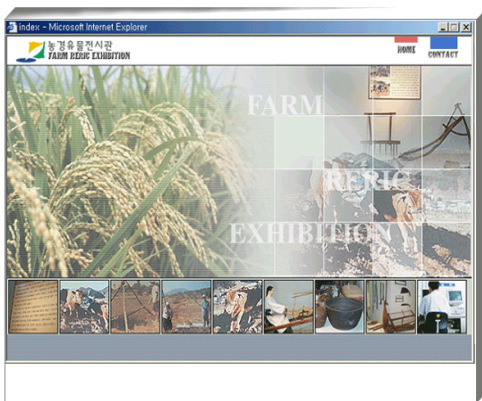 index - Microsoft Internet Explorer
농경유물전시관
FARM RERIC EXHIBITION
HOME
CONTACT
FARM
RERIC
EXHIBITION